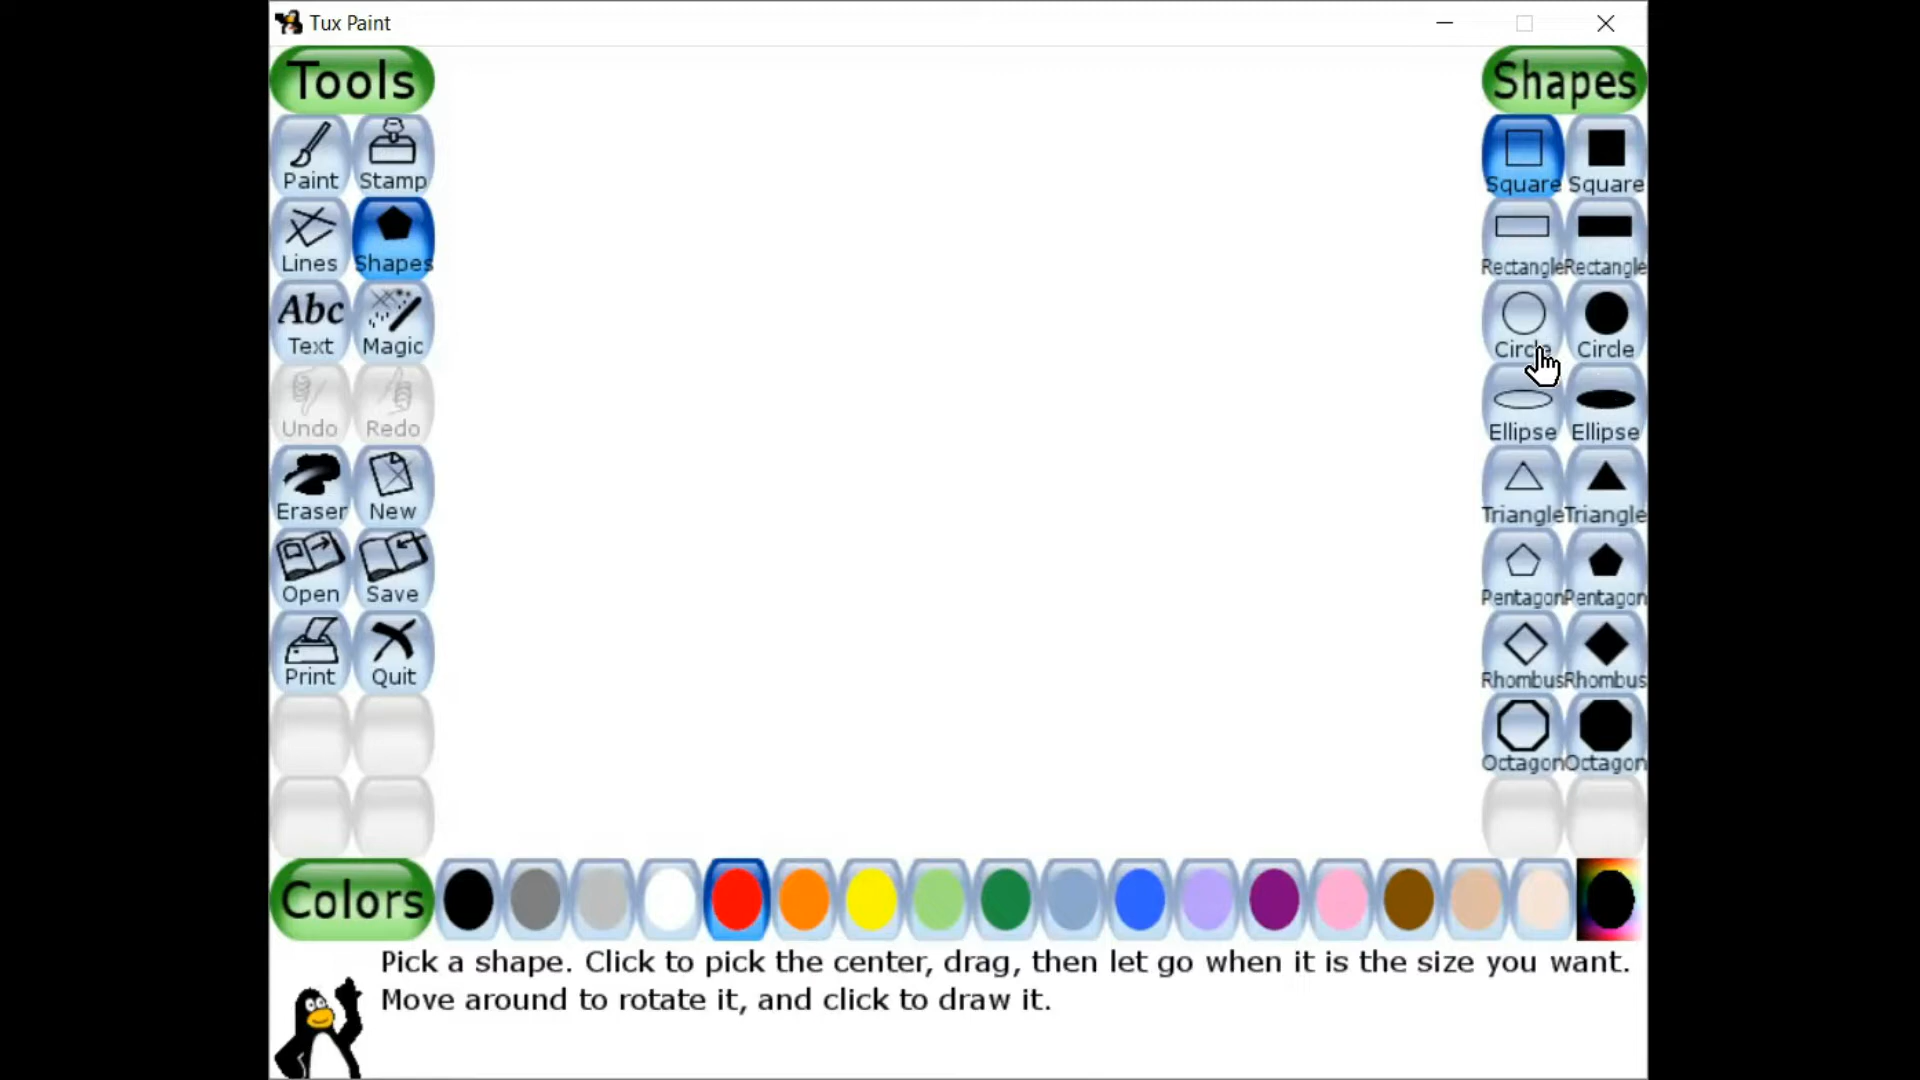 Tux Paint
Tools
Shapes
Paint Stamp
Square Square
Lines Shapes
Rectangle Rectangle
Text Magic
Abc
Circle Circle
Undo Redo
Ellipse Ellipse
Eraser New
Triangle Triangle
Open Save
Pentagon Pentagon
Print Quit
Rhombus Rhombus
Octagon Octagon
Colors
Pick a shape. Click to pick the center, drag, then let go when it is the size you want.
Move around to rotate it, and click to draw it.